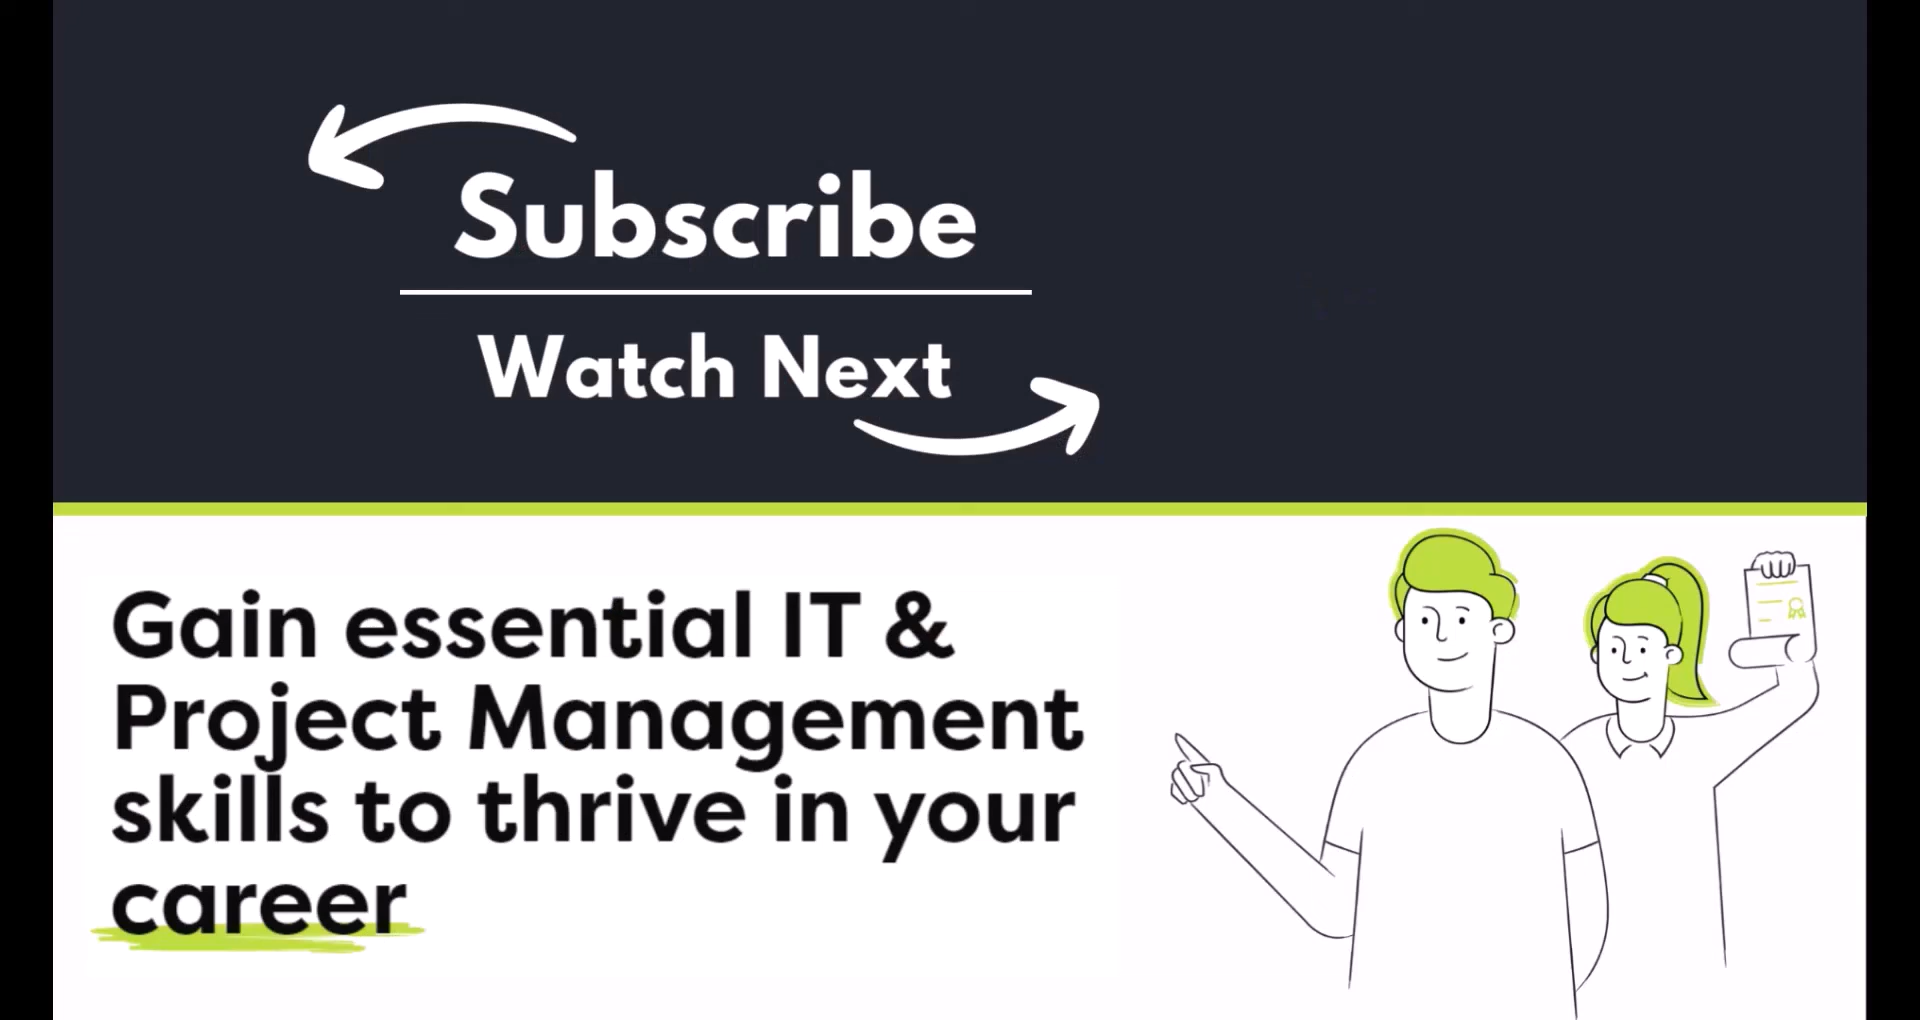 Subscribe
Watch Next
Gain essential IT &
Project Management
skills to thrive in your
career